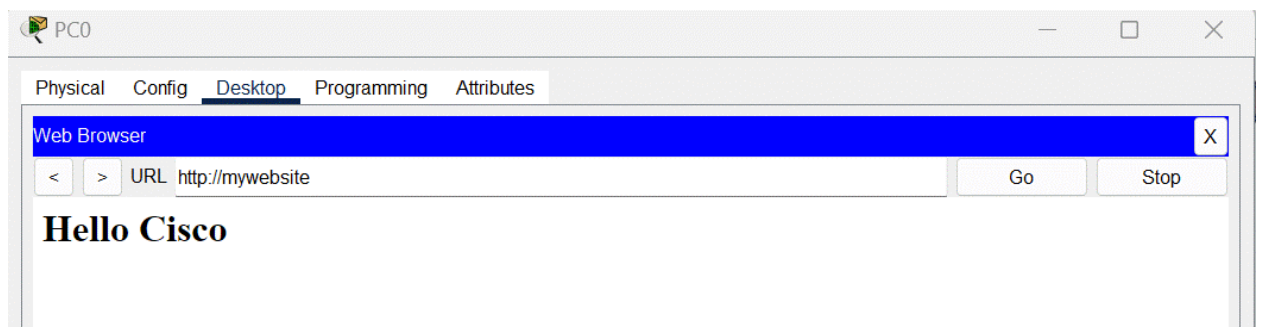 PC0
Physical Config Desktop Programming Attributes
Web Browser X
< > URL http://mywebsite Go Stop
Hello Cisco